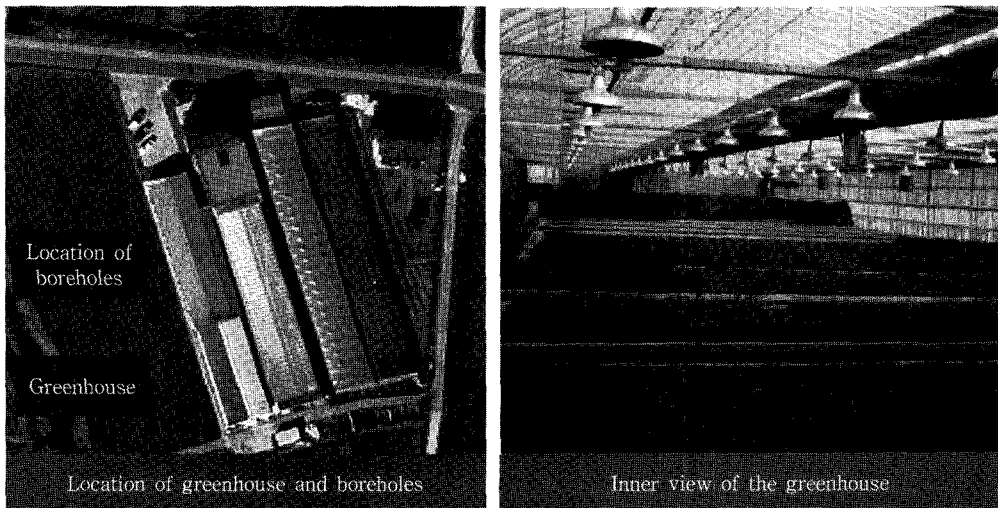 Location of
boreholes
Greenhouse
Location of greenhouse and boreholes
Inner view of the greenhouse